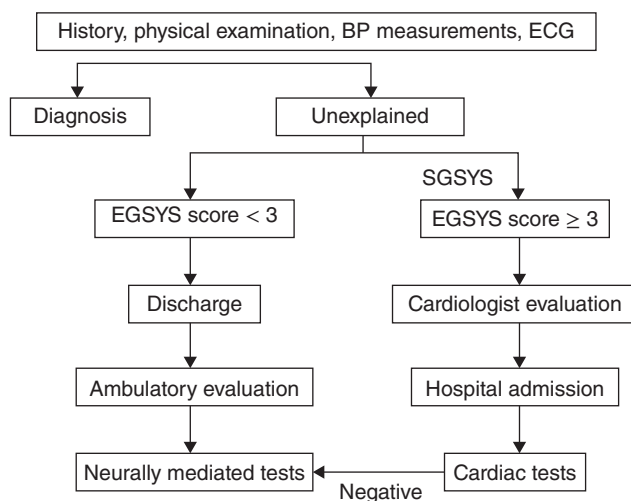 History, physical examination, BP measurements, ECG
Diagnosis
Unexplained
SGSYS
EGSYS score < 3
EGSYS score ≥ 3
Discharge
Cardiologist evaluation
Ambulatory evaluation
Hospital admission
Neurally mediated tests
Cardiac tests
Negative